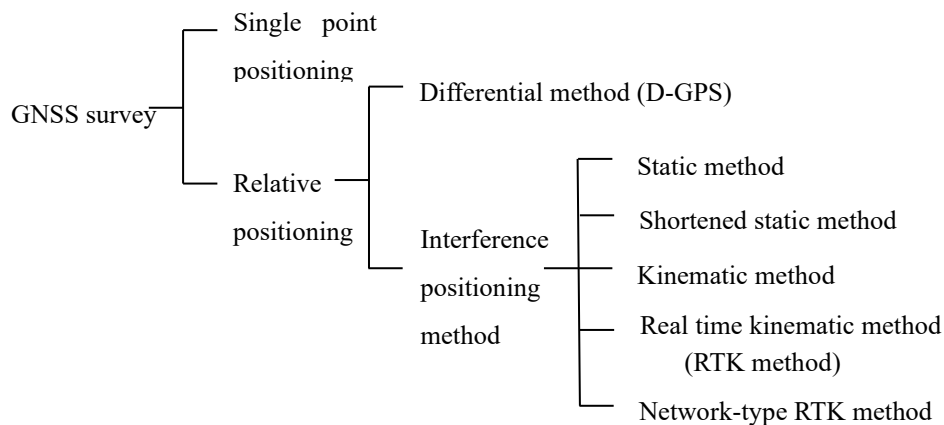 GNSS survey
Single point
positioning
Relative
positioning
Differential method (D-GPS)
Interference
positioning
method
Static method
Shortened static method
Kinematic method
Real time kinematic method
(RTK method)
Network-type RTK method